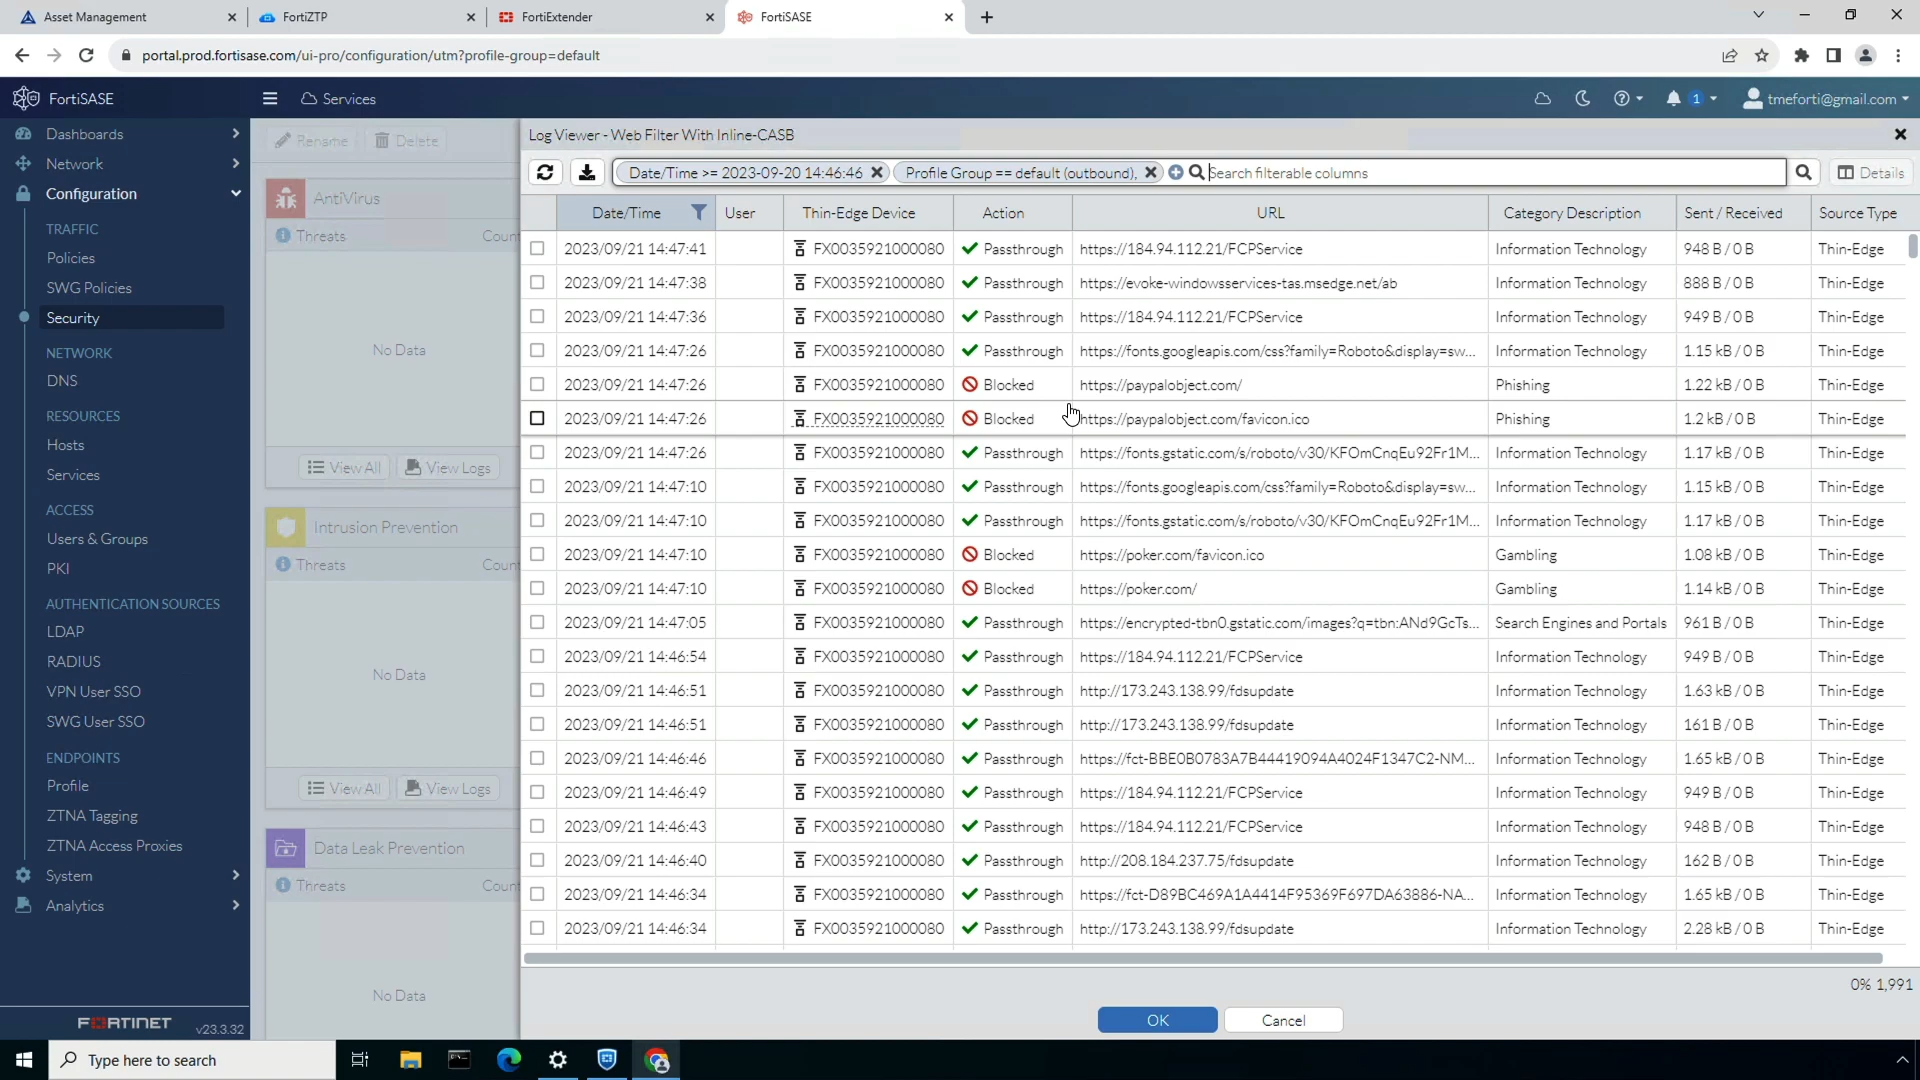 Asset Management
FortiZTP
FortiExtender
FortiSASE
portal.prod.fortisase.com/ui-pro/configuration/utm?profile-group=default
FortiSASE
Services
1
tmeforti@gmail.com
Dashboards
Network
Configuration
TRAFFIC
Policies
SWG Policies
Security
NETWORK
DNS
RESOURCES
Hosts
Services
ACCESS
Users & Groups
PKI
AUTHENTICATION SOURCES
LDAP
RADIUS
VPN User SSO
SWG User SSO
ENDPOINTS
Profile
ZTNA Tagging
ZTNA Access Proxies
System
Analytics
FORTINET v23.3.32
Rename Delete
AntiVirus
Threats Count
No Data
View All View Logs
Intrusion Prevention
Threats Count
No Data
View All View Logs
Data Leak Prevention
Threats Count
No Data
Log Viewer - Web Filter With Inline-CASB
Date/Time >= 2023-09-20 14:46:46 Profile Group == default (outbound), Search filterable columns Details
Date/Time User Thin-Edge Device Action URL Category Description Sent / Received Source Type
2023/09/21 14:47:41 FX0035921000080 Passthrough https://184.94.112.21/FCPService Information Technology 948 B / 0 B Thin-Edge
2023/09/21 14:47:38 FX0035921000080 Passthrough https://evoke-windowsservices-tas.msedge.net/ab Information Technology 888 B / 0 B Thin-Edge
2023/09/21 14:47:36 FX0035921000080 Passthrough https://184.94.112.21/FCPService Information Technology 949 B / 0 B Thin-Edge
2023/09/21 14:47:26 FX0035921000080 Passthrough https://fonts.googleapis.com/css?family=Roboto&display=sw... Information Technology 1.15 kB / 0 B Thin-Edge
2023/09/21 14:47:26 FX0035921000080 Blocked https://paypalobject.com/ Phishing 1.22 kB / 0 B Thin-Edge
2023/09/21 14:47:26 FX0035921000080 Blocked https://paypalobject.com/favicon.ico Phishing 1.2 kB / 0 B Thin-Edge
2023/09/21 14:47:26 FX0035921000080 Passthrough https://fonts.gstatic.com/s/roboto/v30/KFOmCnqEu92Fr1M... Information Technology 1.17 kB / 0 B Thin-Edge
2023/09/21 14:47:10 FX0035921000080 Passthrough https://fonts.googleapis.com/css?family=Roboto&display=sw... Information Technology 1.15 kB / 0 B Thin-Edge
2023/09/21 14:47:10 FX0035921000080 Passthrough https://fonts.gstatic.com/s/roboto/v30/KFOmCnqEu92Fr1M... Information Technology 1.17 kB / 0 B Thin-Edge
2023/09/21 14:47:10 FX0035921000080 Blocked https://poker.com/favicon.ico Gambling 1.08 kB / 0 B Thin-Edge
2023/09/21 14:47:10 FX0035921000080 Blocked https://poker.com/ Gambling 1.14 kB / 0 B Thin-Edge
2023/09/21 14:47:05 FX0035921000080 Passthrough https://encrypted-tbn0.gstatic.com/images?q=tbn:ANd9GcTs... Search Engines and Portals 961 B / 0 B Thin-Edge
2023/09/21 14:46:54 FX0035921000080 Passthrough https://184.94.112.21/FCPService Information Technology 949 B / 0 B Thin-Edge
2023/09/21 14:46:51 FX0035921000080 Passthrough http://173.243.138.99/fdsupdate Information Technology 1.63 kB / 0 B Thin-Edge
2023/09/21 14:46:51 FX0035921000080 Passthrough http://173.243.138.99/fdsupdate Information Technology 161 B / 0 B Thin-Edge
2023/09/21 14:46:46 FX0035921000080 Passthrough https://fct-BBE0B0783A7B44419094A4024F1347C2-NM... Information Technology 1.65 kB / 0 B Thin-Edge
2023/09/21 14:46:49 FX0035921000080 Passthrough https://184.94.112.21/FCPService Information Technology 949 B / 0 B Thin-Edge
2023/09/21 14:46:43 FX0035921000080 Passthrough https://184.94.112.21/FCPService Information Technology 948 B / 0 B Thin-Edge
2023/09/21 14:46:40 FX0035921000080 Passthrough http://208.184.237.75/fdsupdate Information Technology 162 B / 0 B Thin-Edge
2023/09/21 14:46:34 FX0035921000080 Passthrough https://fct-D89BC469A1A4414F95369F697DA63886-NA... Information Technology 1.65 kB / 0 B Thin-Edge
2023/09/21 14:46:34 FX0035921000080 Passthrough http://173.243.138.99/fdsupdate Information Technology 2.28 kB / 0 B Thin-Edge
0% 1,991
OK Cancel
Type here to search